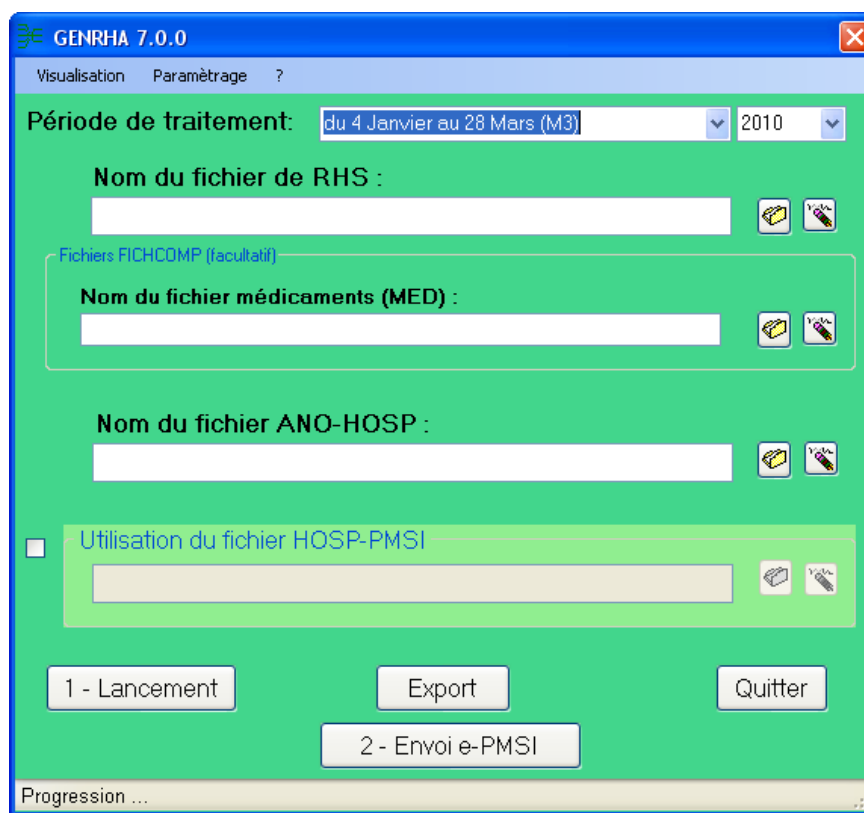 GENRHA 7.0.0
Visualisation Paramètrage ?
Période de traitement: du 4 Janvier au 28 Mars (M3) 2010
Nom du fichier de RHS :
Fichiers FICHCOMP (facultatif)
Nom du fichier médicaments (MED) :
Nom du fichier ANO-HOSP :
Utilisation du fichier HOSP-PMSI
1 - Lancement Export Quitter
2 - Envoi e-PMSI
Progression ...